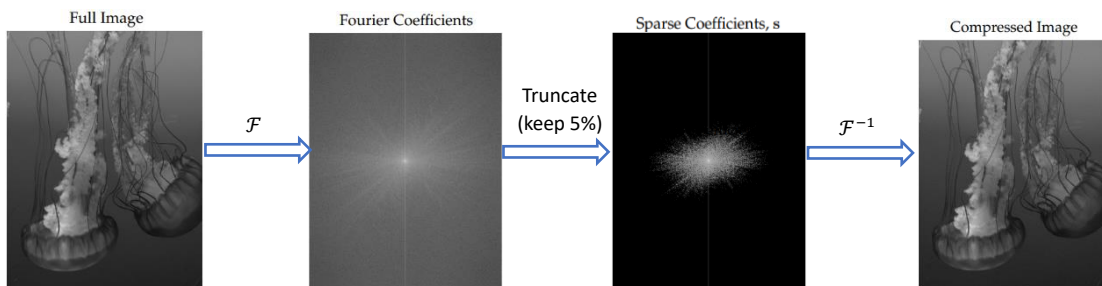 Full Image
Fourier Coefficients
Sparse Coefficients, s
Compressed Image
ℱ
Truncate
(keep 5%)
ℱ⁻¹